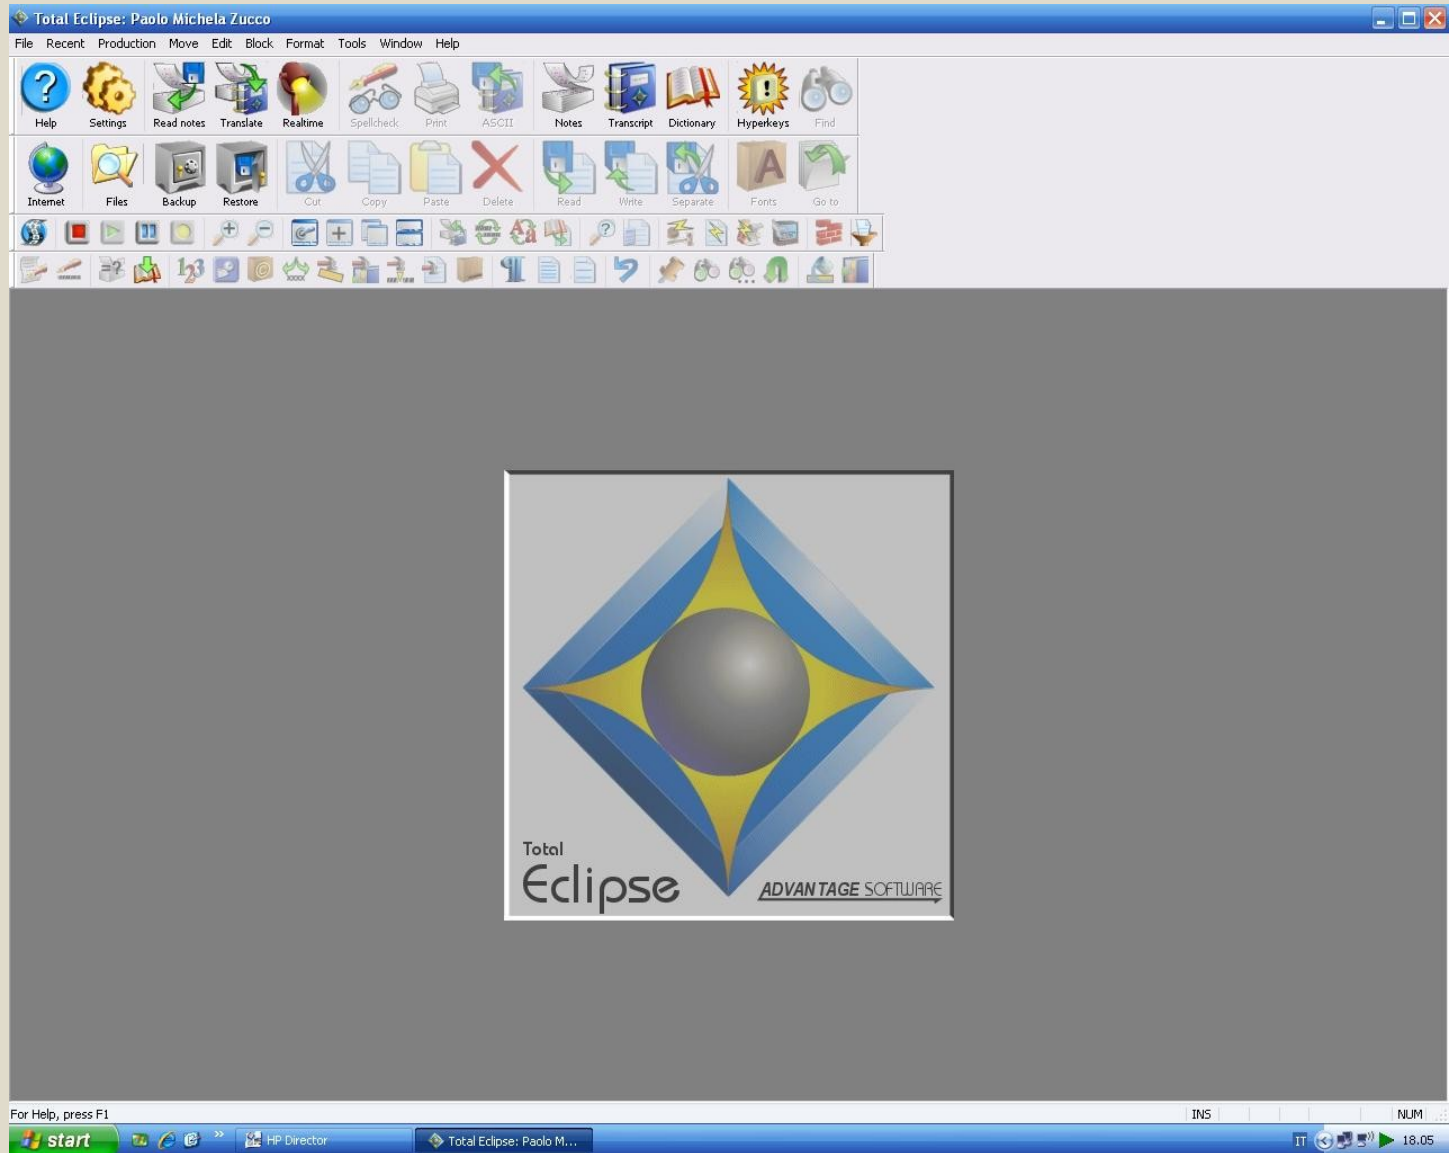 Total Eclipse: Paolo Michela Zucco
File Recent Production Move Edit Block Format Tools Window Help
Help Settings Read notes Translate Realtime Spellcheck Print ASCII Notes Transcript Dictionary Hyperkeys Find
Internet Files Backup Restore Cut Copy Paste Delete Read Write Separate Fonts Go to
Total
Eclipse
ADVANTAGE SOFTWARE
For Help, press F1 INS NUM
start HP Director Total Eclipse: Paolo M... IT 18.05